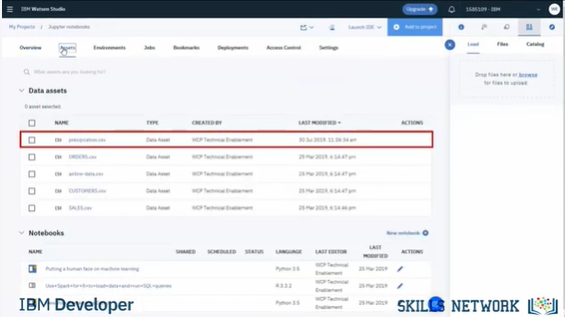 IBM Watson Studio
Upgrade
1585109 - IBM
My Projects / Jupyter notebooks
Launch IDE
Add to project
Overview
Assets
Environments
Jobs
Bookmarks
Deployments
Access Control
Settings
Load
Files
Catalog
What assets are you looking for?
Drop files here or browse
for files to upload.
Data assets
0 asset selected.
NAME TYPE CREATED BY LAST MODIFIED ACTIONS
CSV precipitation.csv Data Asset WCP Technical Enablement 30 Jul 2019, 11:26:34 am
CSV ORDERS.csv Data Asset WCP Technical Enablement 25 Mar 2019, 6:14:47 pm
CSV airline-data.csv Data Asset WCP Technical Enablement 25 Mar 2019, 6:14:47 pm
CSV CUSTOMERS.csv Data Asset WCP Technical Enablement 25 Mar 2019, 6:14:47 pm
CSV SALES.csv Data Asset WCP Technical Enablement 25 Mar 2019, 6:14:46 pm
Notebooks
New notebook
NAME SHARED SCHEDULED STATUS LANGUAGE LAST EDITOR LAST MODIFIED ACTIONS
Putting a human face on machine learning Python 3.5 WCP Technical Enablement 25 Mar 2019
Use+Spark+for+R+to+load+data+and+run+SQL+queries R 3.3.2 WCP Technical Enablement 25 Mar 2019
Python 3.5
IBM Developer
SKILLS NETWORK